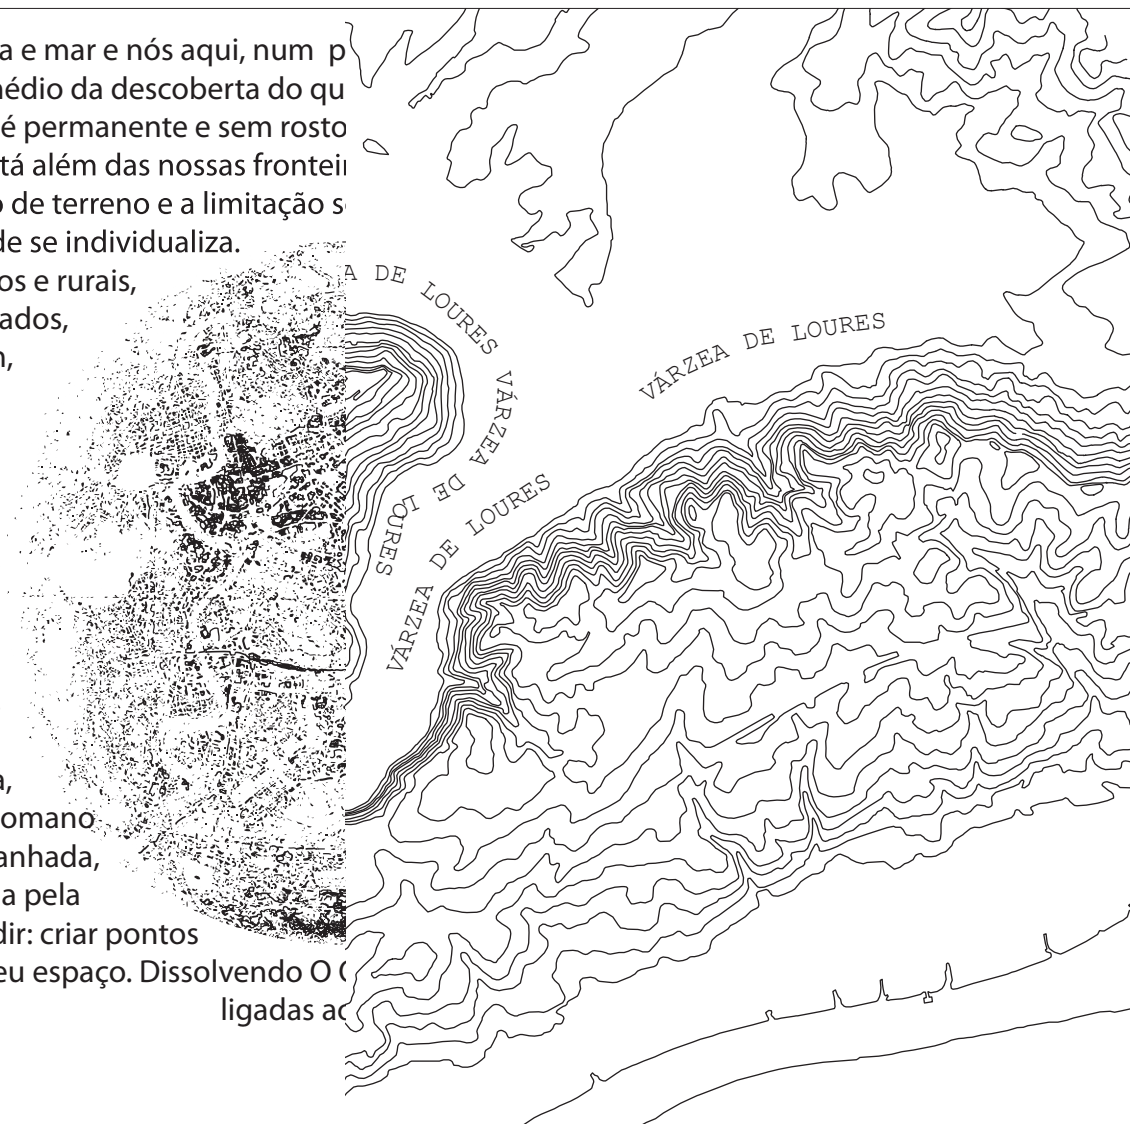 a e mar e nós aqui, num p
nédio da descoberta do qu
é permanente e sem rosto
tá além das nossas frontei
o de terreno e a limitação s
de se individualiza.
os e rurais,
ados,
n,
a,
omano
anhada,
a pela
dir: criar pontos
eu espaço. Dissolvendo O
ligadas a
A DE LOURES
VÁRZEA DE LOURES
VÁRZEA DE LOURES
VÁRZEA DE LOURES